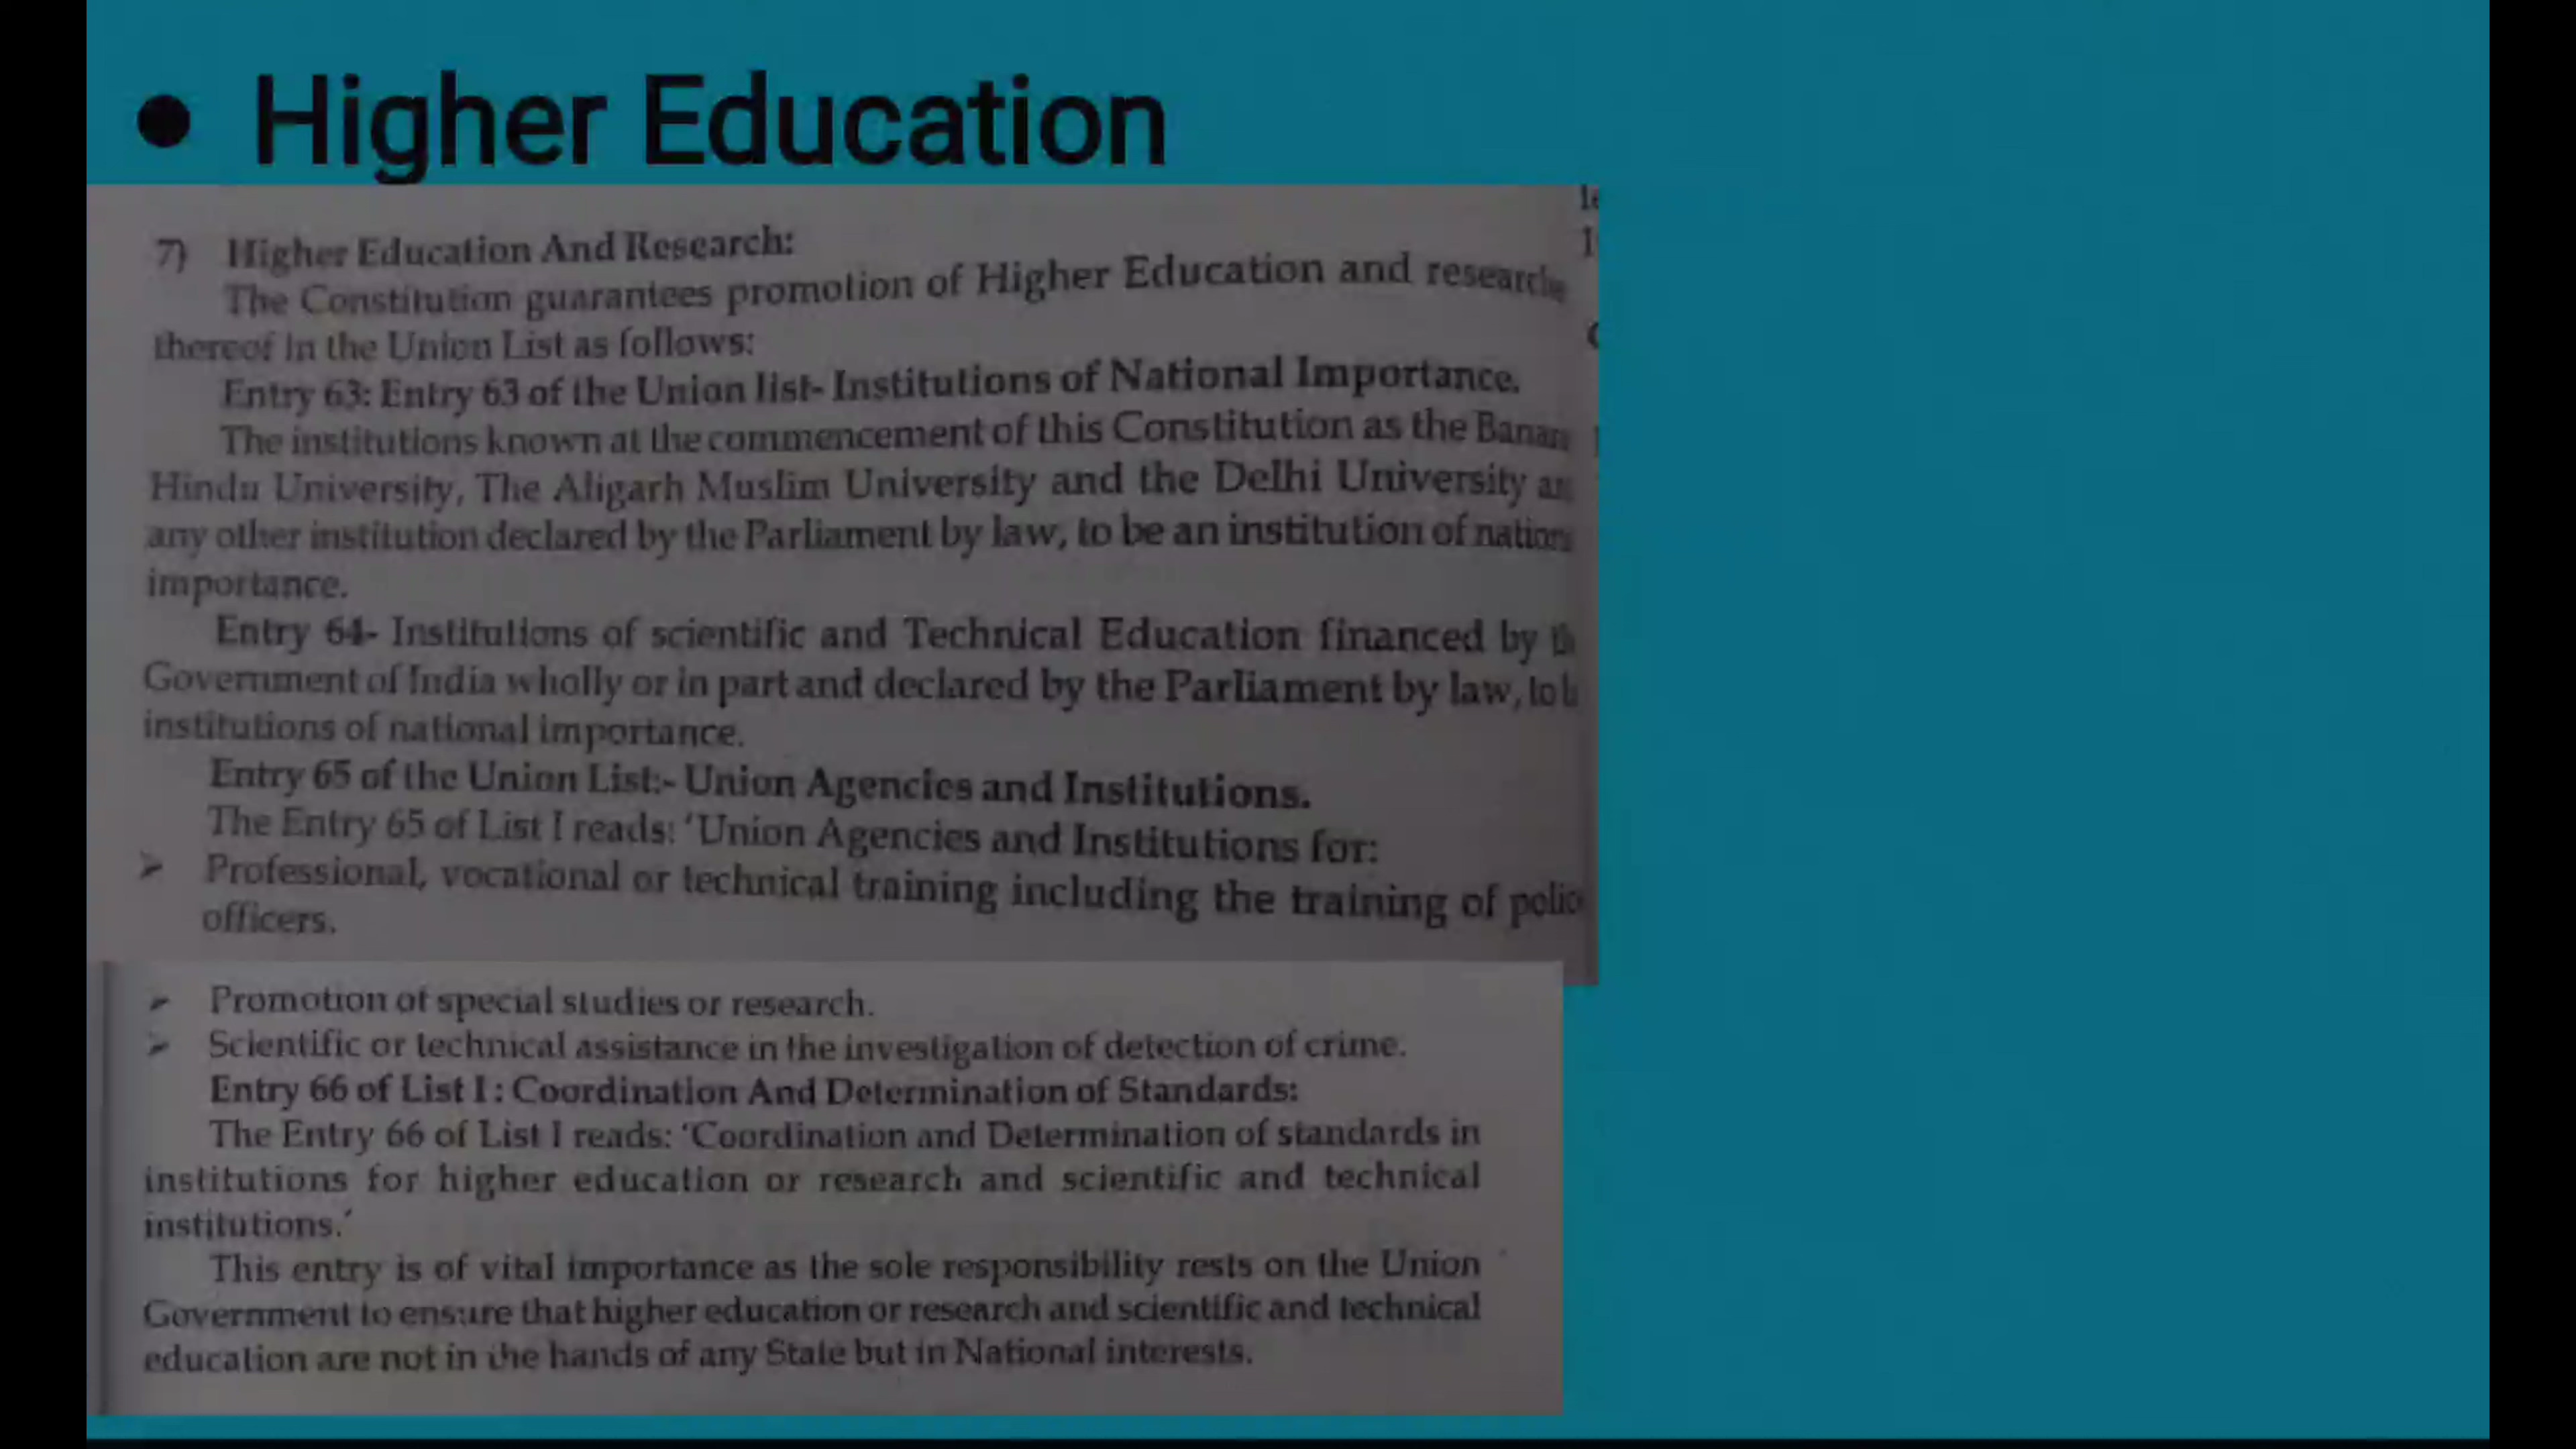 • Higher Education
le
7) Higher Education And Research:
1
The Constitution guarantees promotion of Higher Education and research
thereof in the Union List as follows:
Entry 63: Entry 63 of the Union list- Institutions of National Importance.
The institutions known at the commencement of this Constitution as the Banar
Hindu University, The Aligarh Muslim University and the Delhi University an
any other institution declared by the Parliament by law, to be an institution of nation
importance.
Entry 64- Institutions of scientific and Technical Education financed by th
Government of India wholly or in part and declared by the Parliament by law, to b
institutions of national importance.
Entry 65 of the Union List:- Union Agencies and Institutions.
The Entry 65 of List I reads: 'Union Agencies and Institutions for:
➢ Professional, vocational or technical training including the training of polic
officers.
➢ Promotion of special studies or research.
➢ Scientific or technical assistance in the investigation of detection of crime.
Entry 66 of List I : Coordination And Determination of Standards:
The Entry 66 of List I reads: 'Coordination and Determination of standards in
institutions for higher education or research and scientific and technical
institutions.'
This entry is of vital importance as the sole responsibility rests on the Union
Government to ensure that higher education or research and scientific and technical
education are not in the hands of any State but in National interests.